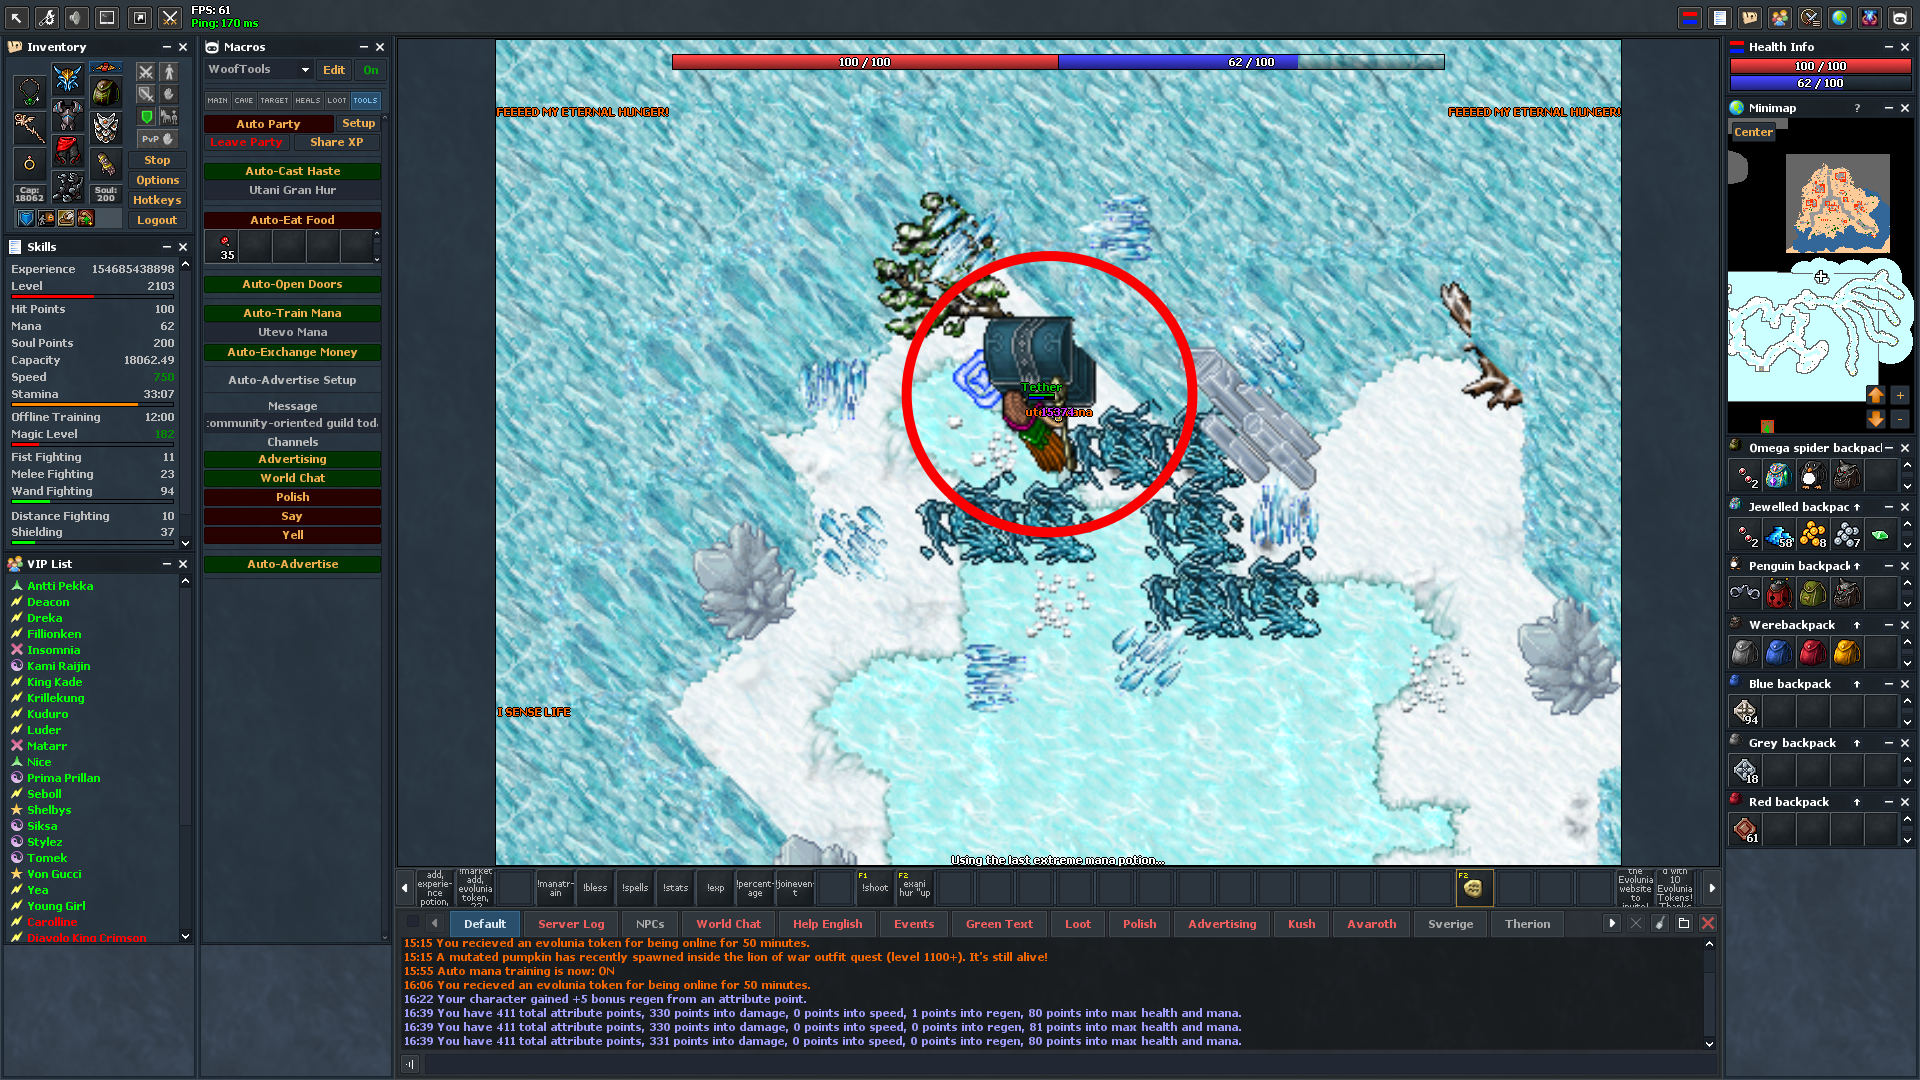 FPS: 61
Ping: 170 ms
Inventory
Cap:
18062
Soul:
200
PvP
Stop
Options
Hotkeys
Logout
Skills
Experience 154685438898
Level 2103
Hit Points 100
Mana 62
Soul Points 200
Capacity 18062.49
Speed 750
Stamina 33:07
Offline Training 12:00
Magic Level 182
Fist Fighting 11
Melee Fighting 23
Wand Fighting 94
Distance Fighting 10
Shielding 37
VIP List
Antti Pekka
Deacon
Dreka
Fillionken
Insomnia
Kami Raijin
King Kade
Krillekung
Kuduro
Luder
Matarr
Nice
Prima Prillan
Seboll
Shelbys
Siksa
Stylez
Tomek
Von Gucci
Yea
Young Girl
Carolline
Diavolo King Crimson
Macros
WoofTools Edit On
MAIN CAVE TARGET HEALS LOOT TOOLS
Auto Party Setup
Leave Party Share XP
Auto-Cast Haste
Utani Gran Hur
Auto-Eat Food
35
Auto-Open Doors
Auto-Train Mana
Utevo Mana
Auto-Exchange Money
Auto-Advertise Setup
Message
:ommunity-oriented guild tod
Channels
Advertising
World Chat
Polish
Say
Yell
Auto-Advertise
100 / 100 62 / 100
FEEEED MY ETERNAL HUNGER! FEEEED MY ETERNAL HUNGER!
Tether
I SENSE LIFE
Using the last extreme mana potion...
add, experie-nce potion,
!market add, evolunia token,
!manatr-ain
!bless
!spells
!stats
!exp
!percent-age
!joineven-t
F1
!shoot
F2
exani hur "up
F2
the Evolunia website to invite!
d with 10 Evolunia Tokens! Thanks
Default Server Log NPCs World Chat Help English Events Green Text Loot Polish Advertising Kush Avaroth Sverige Therion
15:15 You recieved an evolunia token for being online for 50 minutes.
15:15 A mutated pumpkin has recently spawned inside the lion of war outfit quest (level 1100+). It's still alive!
15:55 Auto mana training is now: ON
16:06 You recieved an evolunia token for being online for 50 minutes.
16:22 Your character gained +5 bonus regen from an attribute point.
16:39 You have 411 total attribute points, 330 points into damage, 0 points into speed, 1 points into regen, 80 points into max health and mana.
16:39 You have 411 total attribute points, 330 points into damage, 0 points into speed, 0 points into regen, 81 points into max health and mana.
16:39 You have 411 total attribute points, 331 points into damage, 0 points into speed, 0 points into regen, 80 points into max health and mana.
Health Info
100 / 100
62 / 100
Minimap ?
Center
+
-
Omega spider backpack
2
Jewelled backpac
2 58 8 7
Penguin backpack
Werebackpack
Blue backpack
94
Grey backpack
18
Red backpack
61